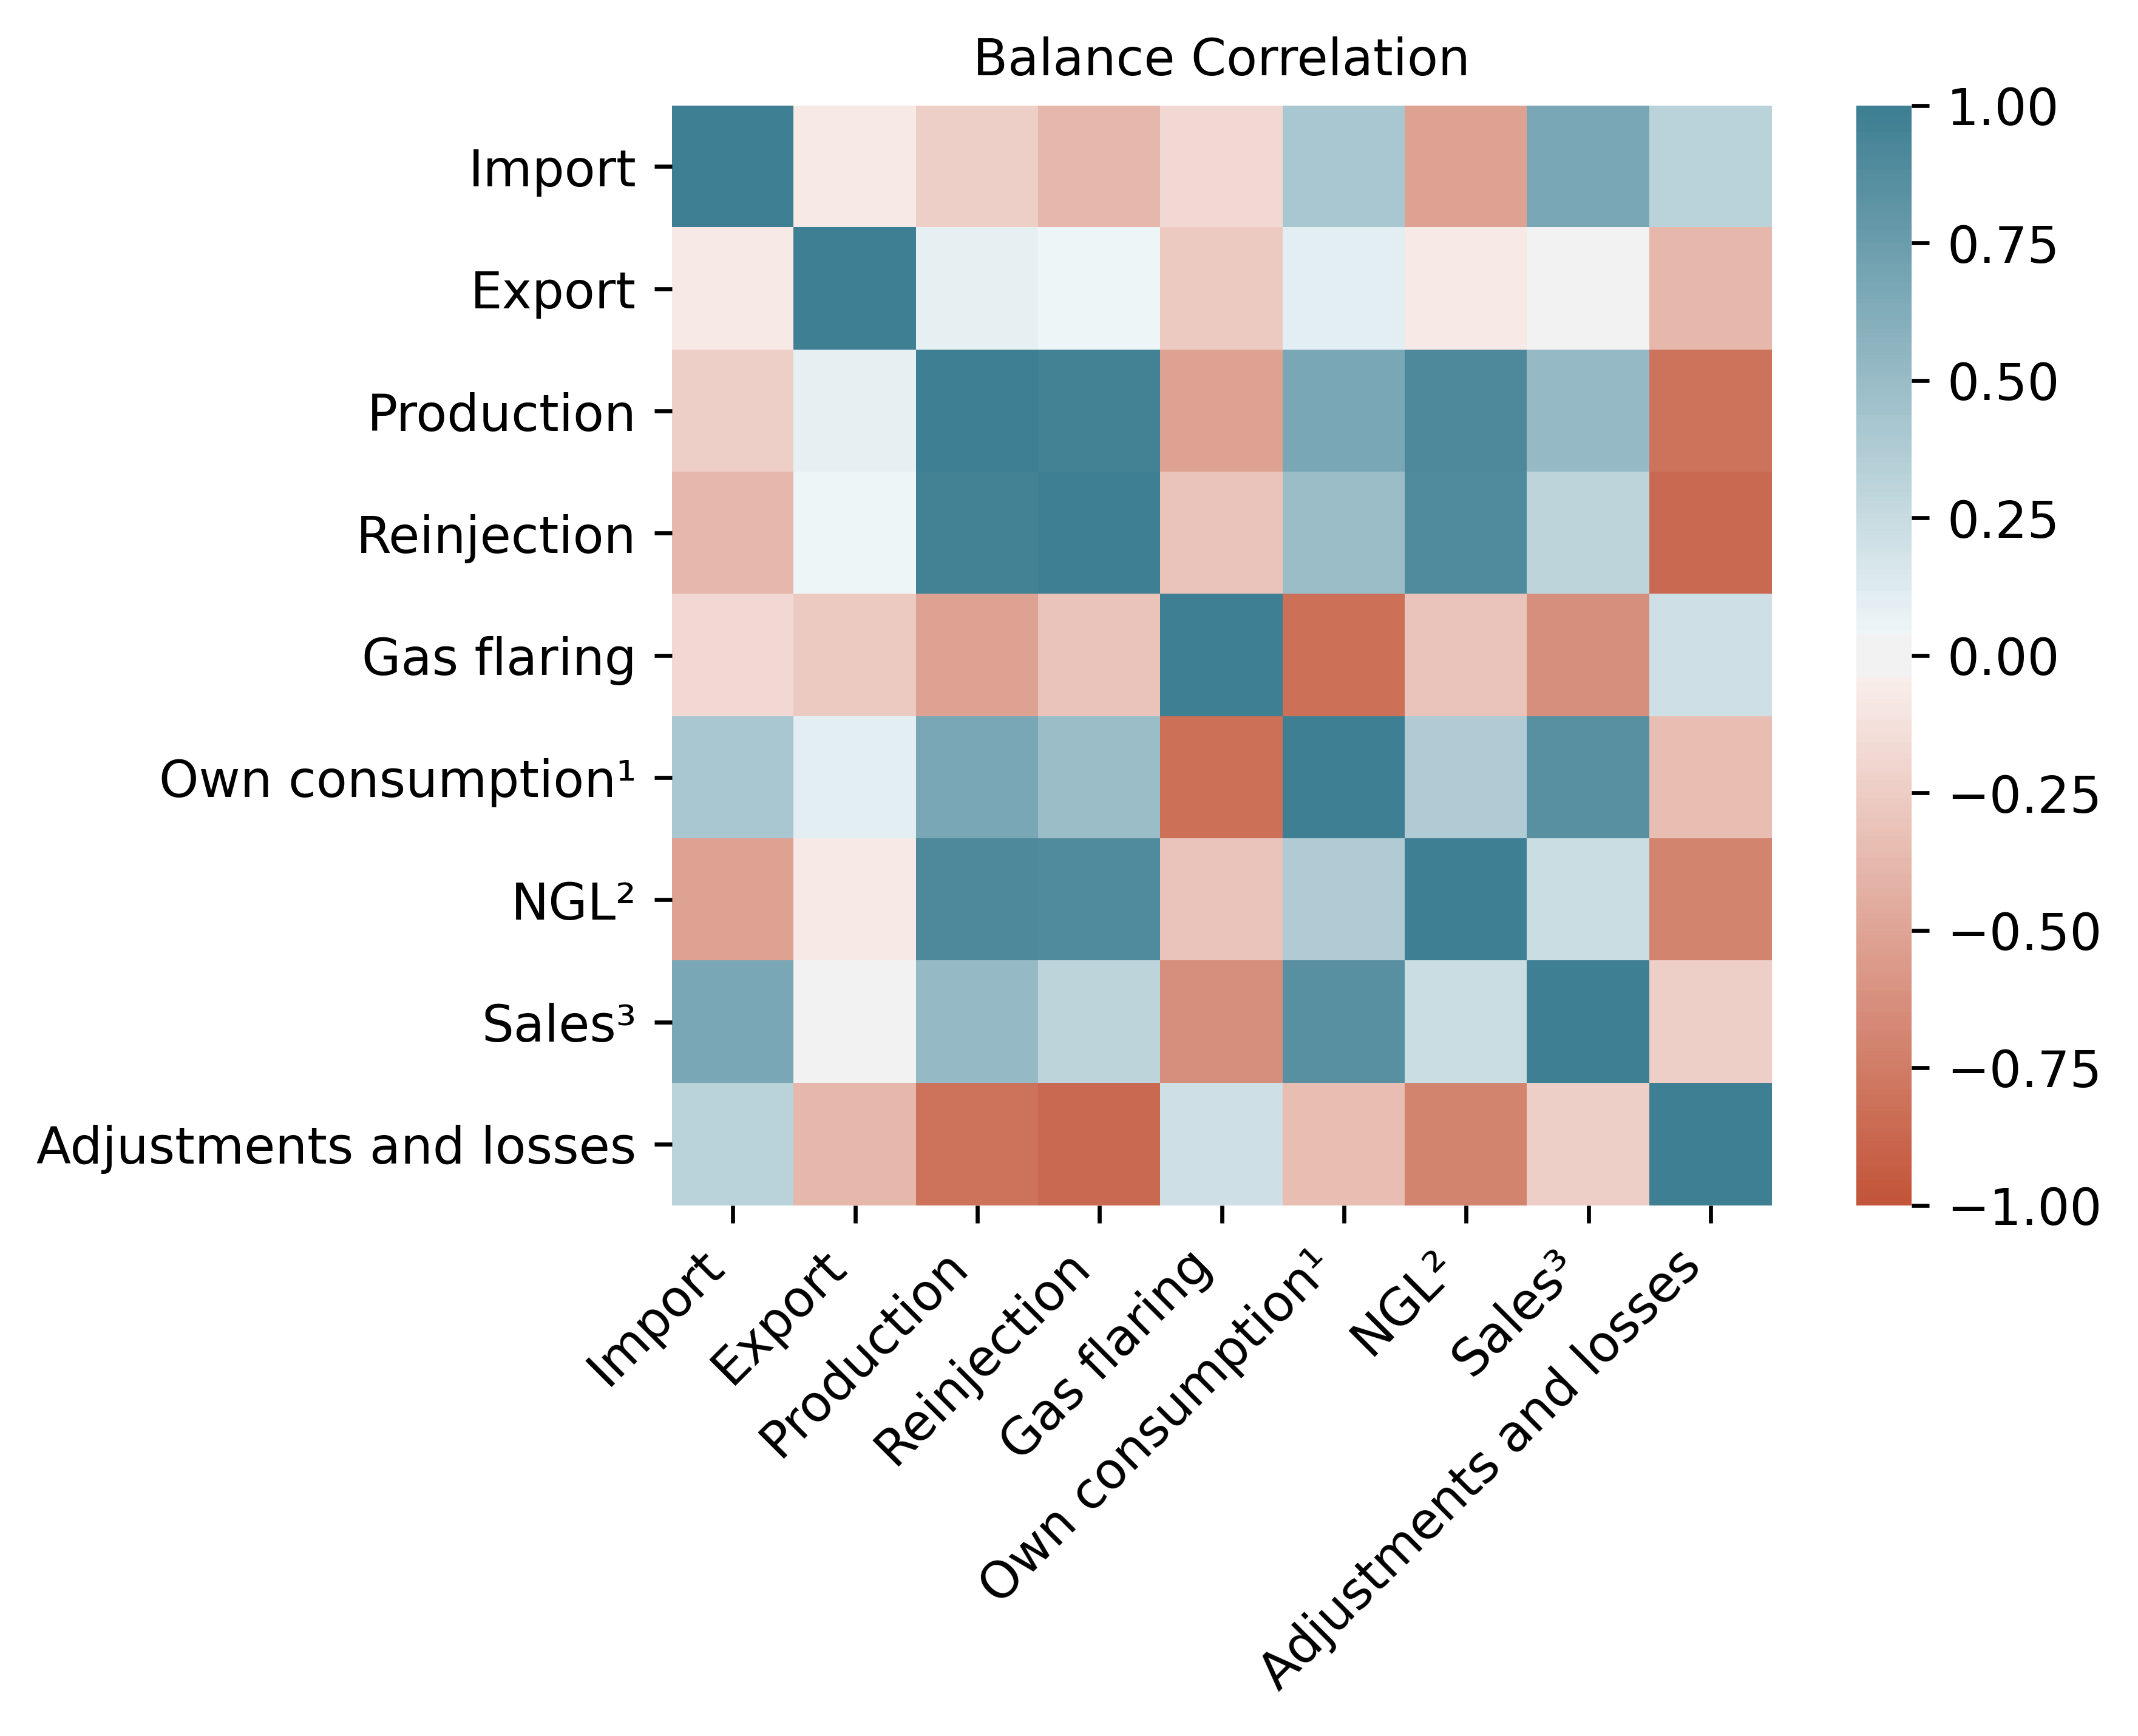 Balance Correlation
Import
Export
Production
Reinjection
Gas flaring
Own consumption¹
NGL²
Sales³
Adjustments and losses
Import
Export
Production
Reinjection
Gas flaring
Own consumption¹
NGL²
Sales³
Adjustments and losses
1.00
0.75
0.50
0.25
0.00
−0.25
−0.50
−0.75
−1.00